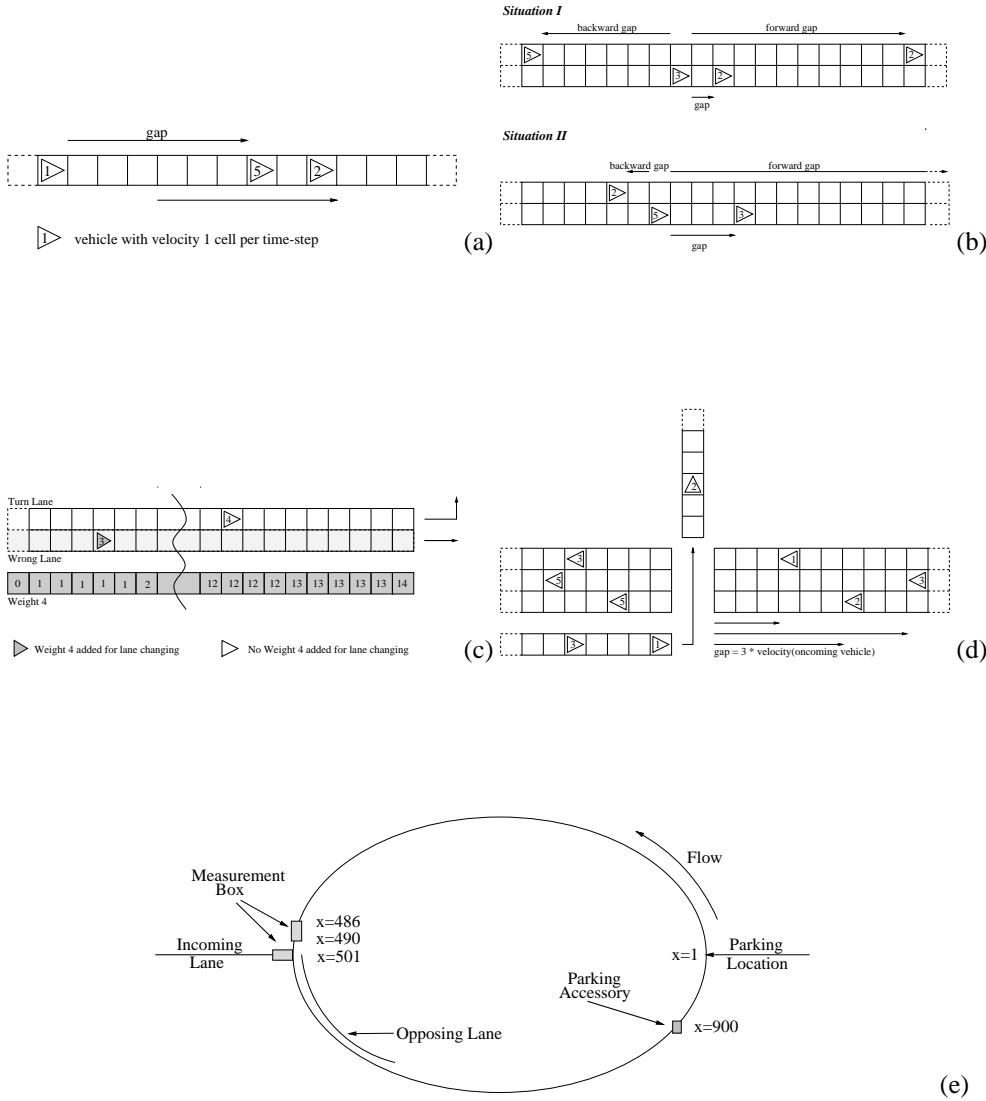 gap
1
5
2
1
vehicle with velocity 1 cell per time-step
(a)
Situation I
backward gap
forward gap
5
2
3
2
gap
Situation II
backward gap
forward gap
2
5
3
gap
(b)
Turn Lane
4
3
Wrong Lane
0 1 1 1 1 1 2 12 12 12 12 13 13 13 13 13 14
Weight 4
Weight 4 added for lane changing
No Weight 4 added for lane changing
(c)
2
3
5
5
3
1
1
3
2
gap = 3 * velocity(oncoming vehicle)
(d)
Flow
Measurement
Box
x=486
x=490
x=501
Incoming
Lane
x=1
Parking
Location
Parking
Accessory
x=900
Opposing Lane
(e)